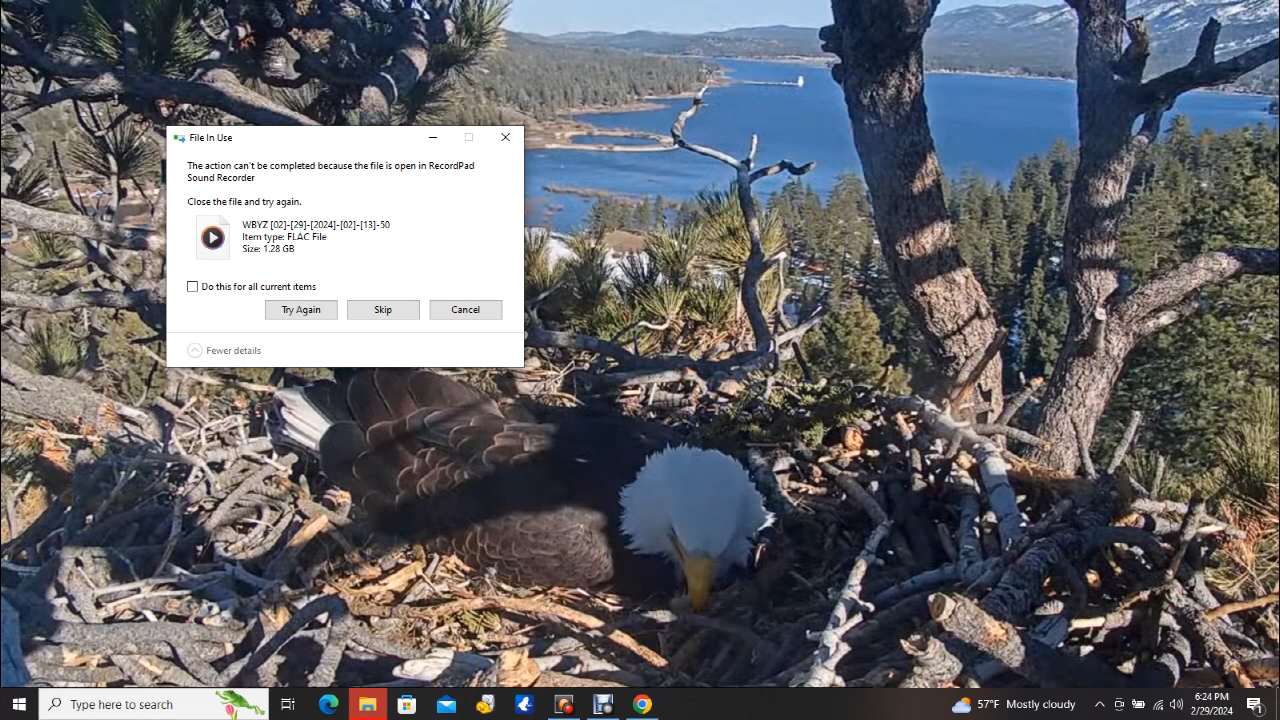 File In Use
The action can't be completed because the file is open in RecordPad
Sound Recorder
Close the file and try again.
WBYZ [02]-[29]-[2024]-[02]-[13]-50
Item type: FLAC File
Size: 1.28 GB
Do this for all current items
Try Again
Skip
Cancel
Fewer details
Type here to search
57°F Mostly cloudy
6:24 PM
2/29/2024
1